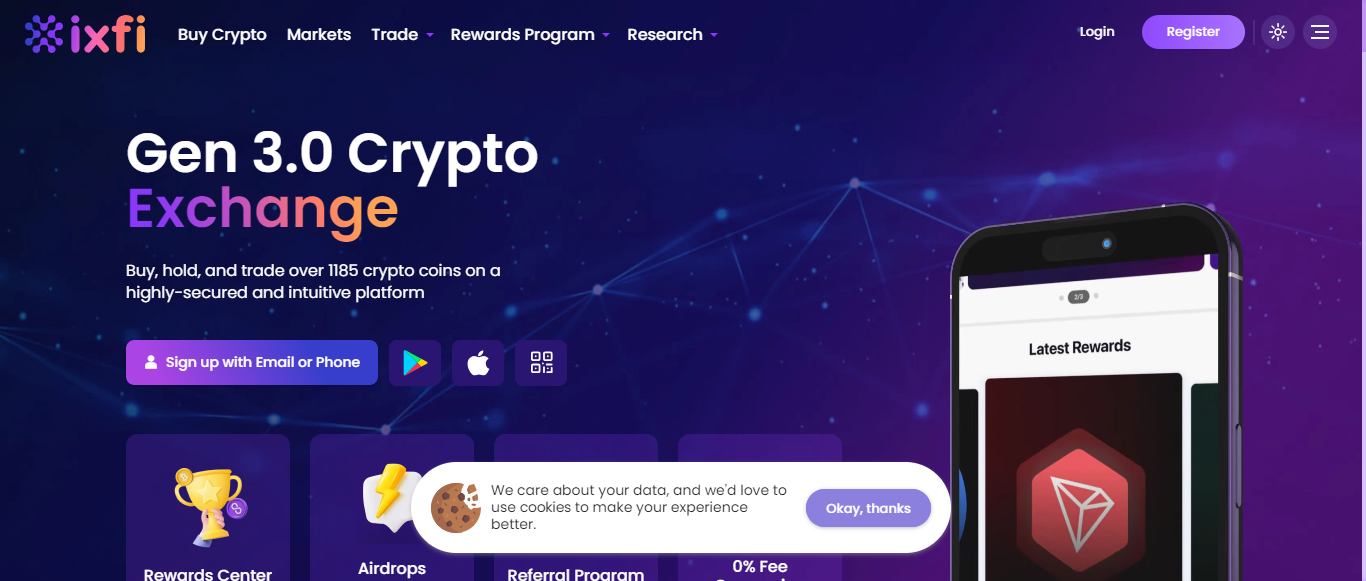 ixfi
Buy Crypto
Markets
Trade
Rewards Program
Research
Login
Register
Gen 3.0 Crypto
Exchange
Buy, hold, and trade over 1185 crypto coins on a
highly-secured and intuitive platform
Sign up with Email or Phone
2/2
Latest Rewards
We care about your data, and we'd love to
use cookies to make your experience
better.
Okay, thanks
Rewards Center
Airdrops
Referral Program
0% Fee